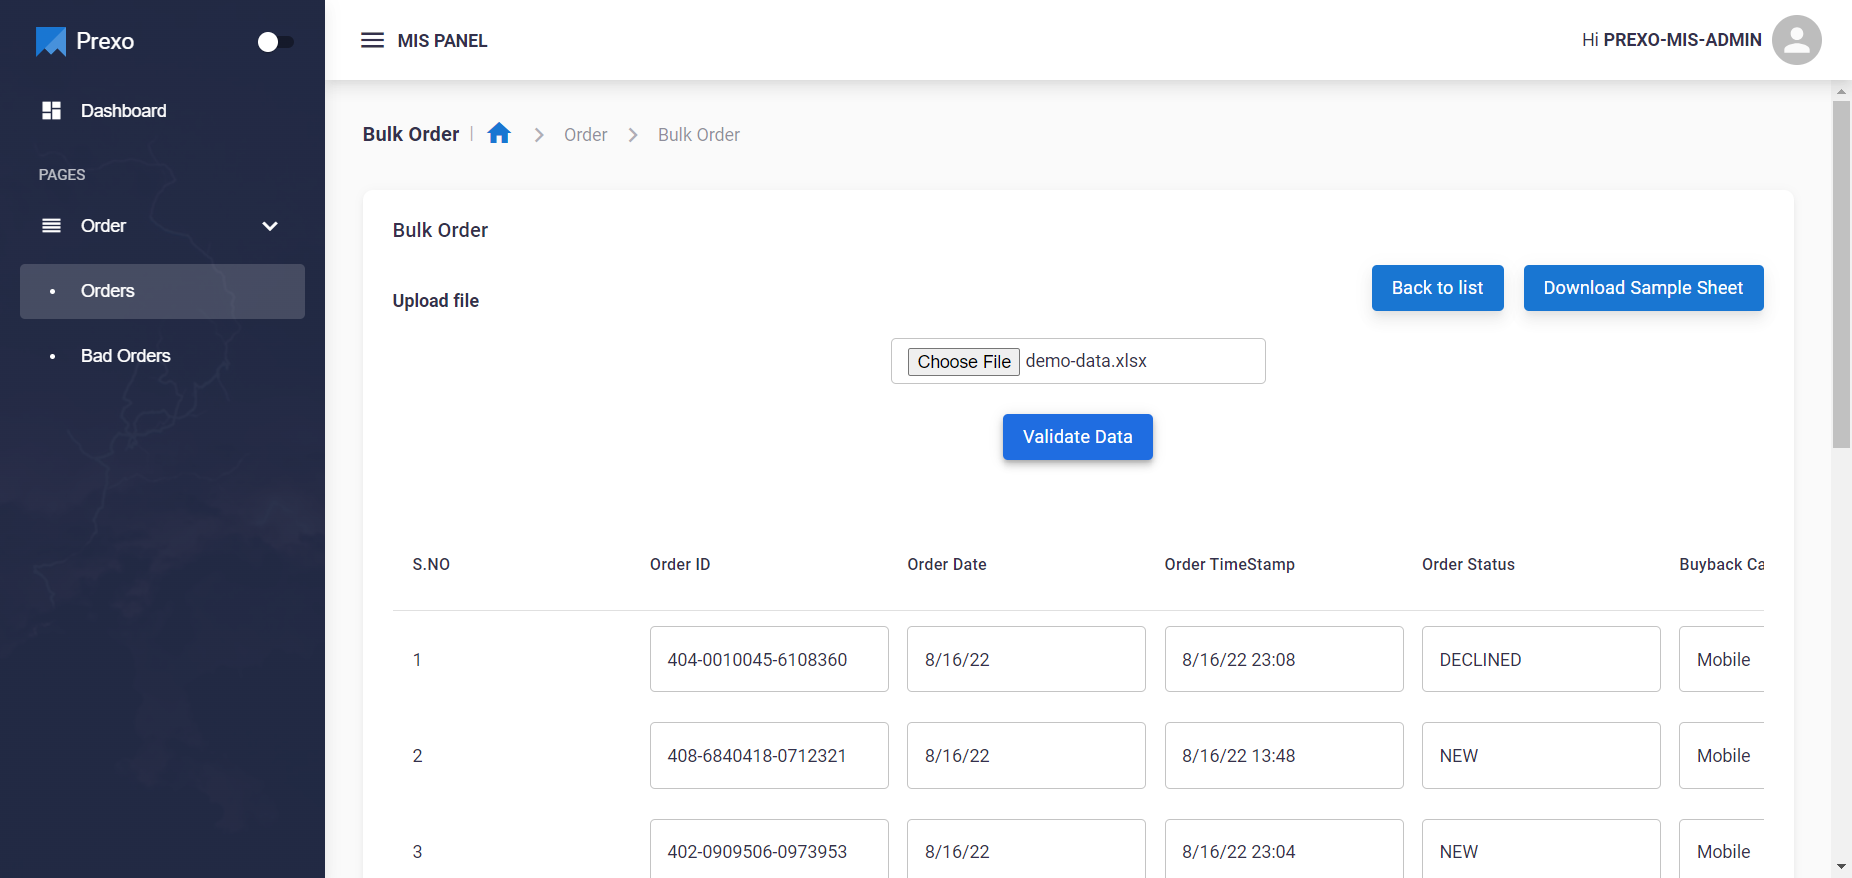 Prexo
Dashboard
PAGES
Order
Orders
Bad Orders
MIS PANEL
Hi PREXO-MIS-ADMIN
Bulk Order
Order
Bulk Order
Bulk Order
Upload file
Back to list
Download Sample Sheet
Choose File demo-data.xlsx
Validate Data
S.NO Order ID Order Date Order TimeStamp Order Status Buyback Ca
1 404-0010045-6108360 8/16/22 8/16/22 23:08 DECLINED Mobile
2 408-6840418-0712321 8/16/22 8/16/22 13:48 NEW Mobile
3 402-0909506-0973953 8/16/22 8/16/22 23:04 NEW Mobile